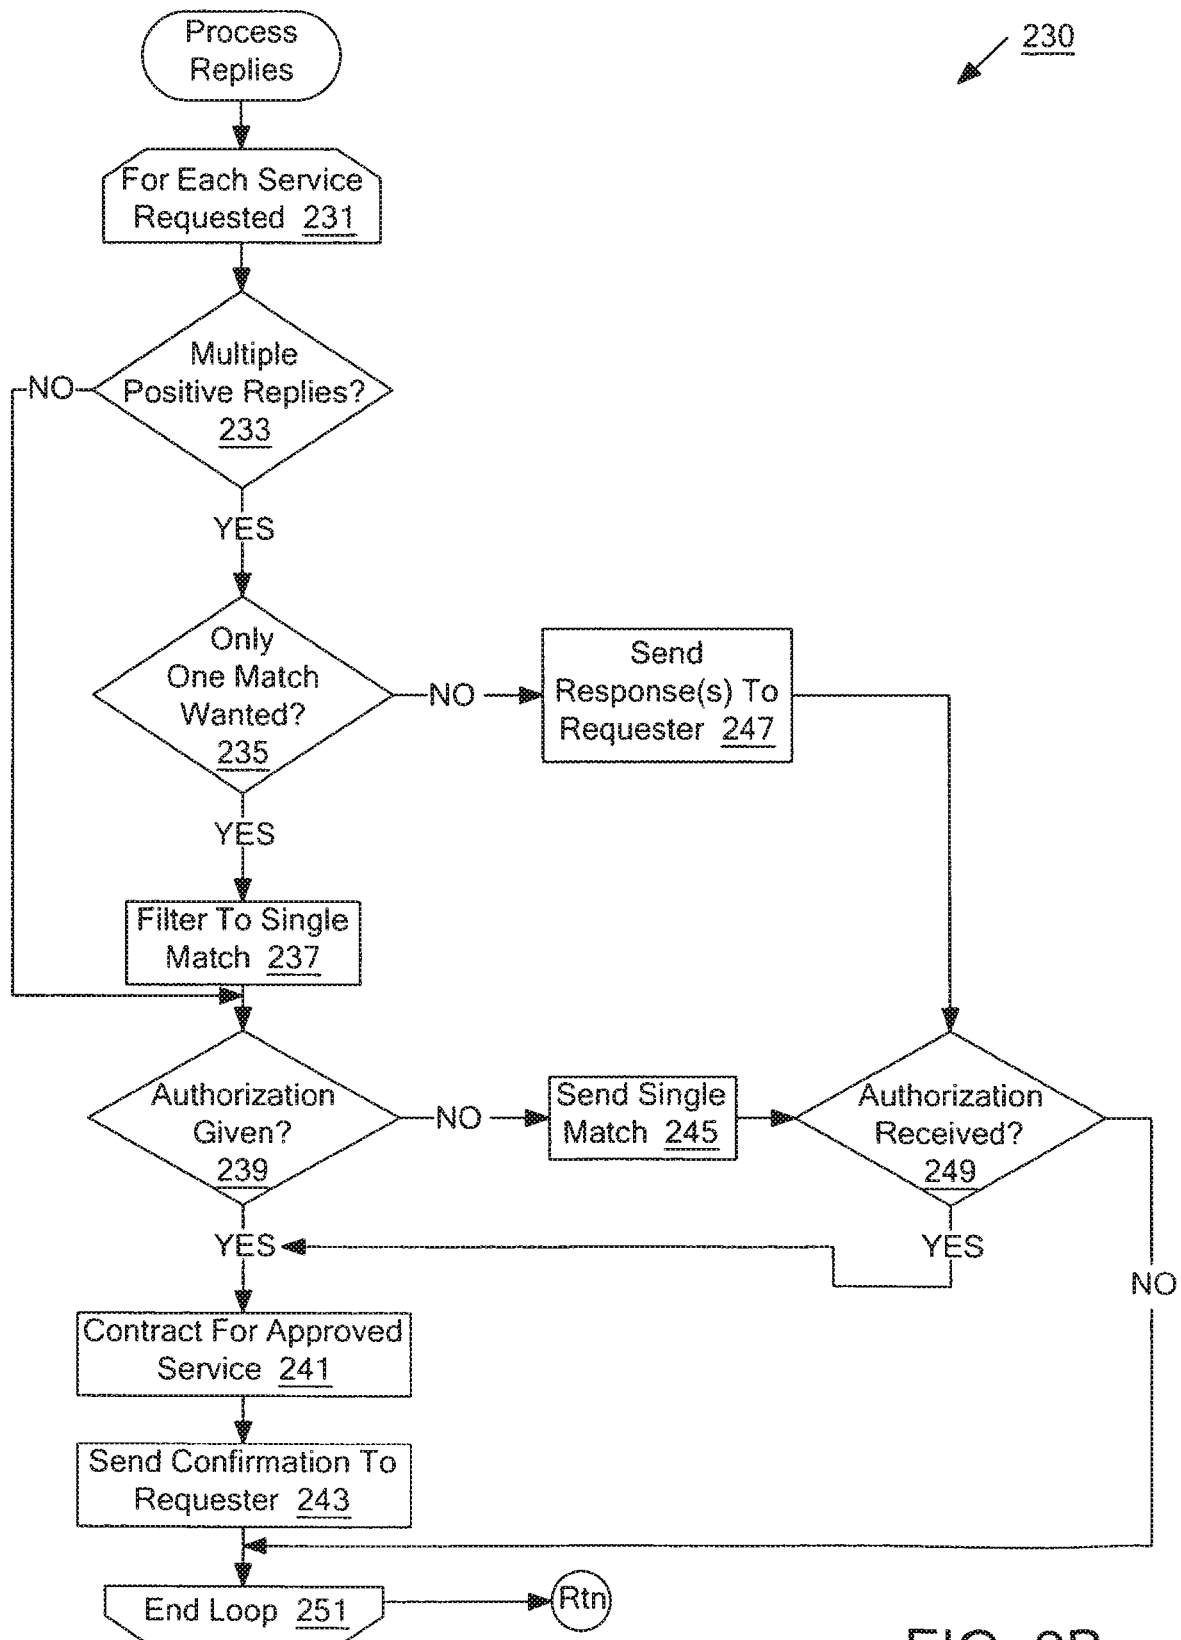 Process
Replies
230
For Each Service
Requested 231
Multiple
Positive Replies?
233
NO
YES
Only
One Match
Wanted?
235
NO
Send
Response(s) To
Requester 247
YES
Filter To Single
Match 237
Authorization
Given?
239
NO
Send Single
Match 245
Authorization
Received?
249
YES
YES
NO
Contract For Approved
Service 241
Send Confirmation To
Requester 243
End Loop 251
Rtn